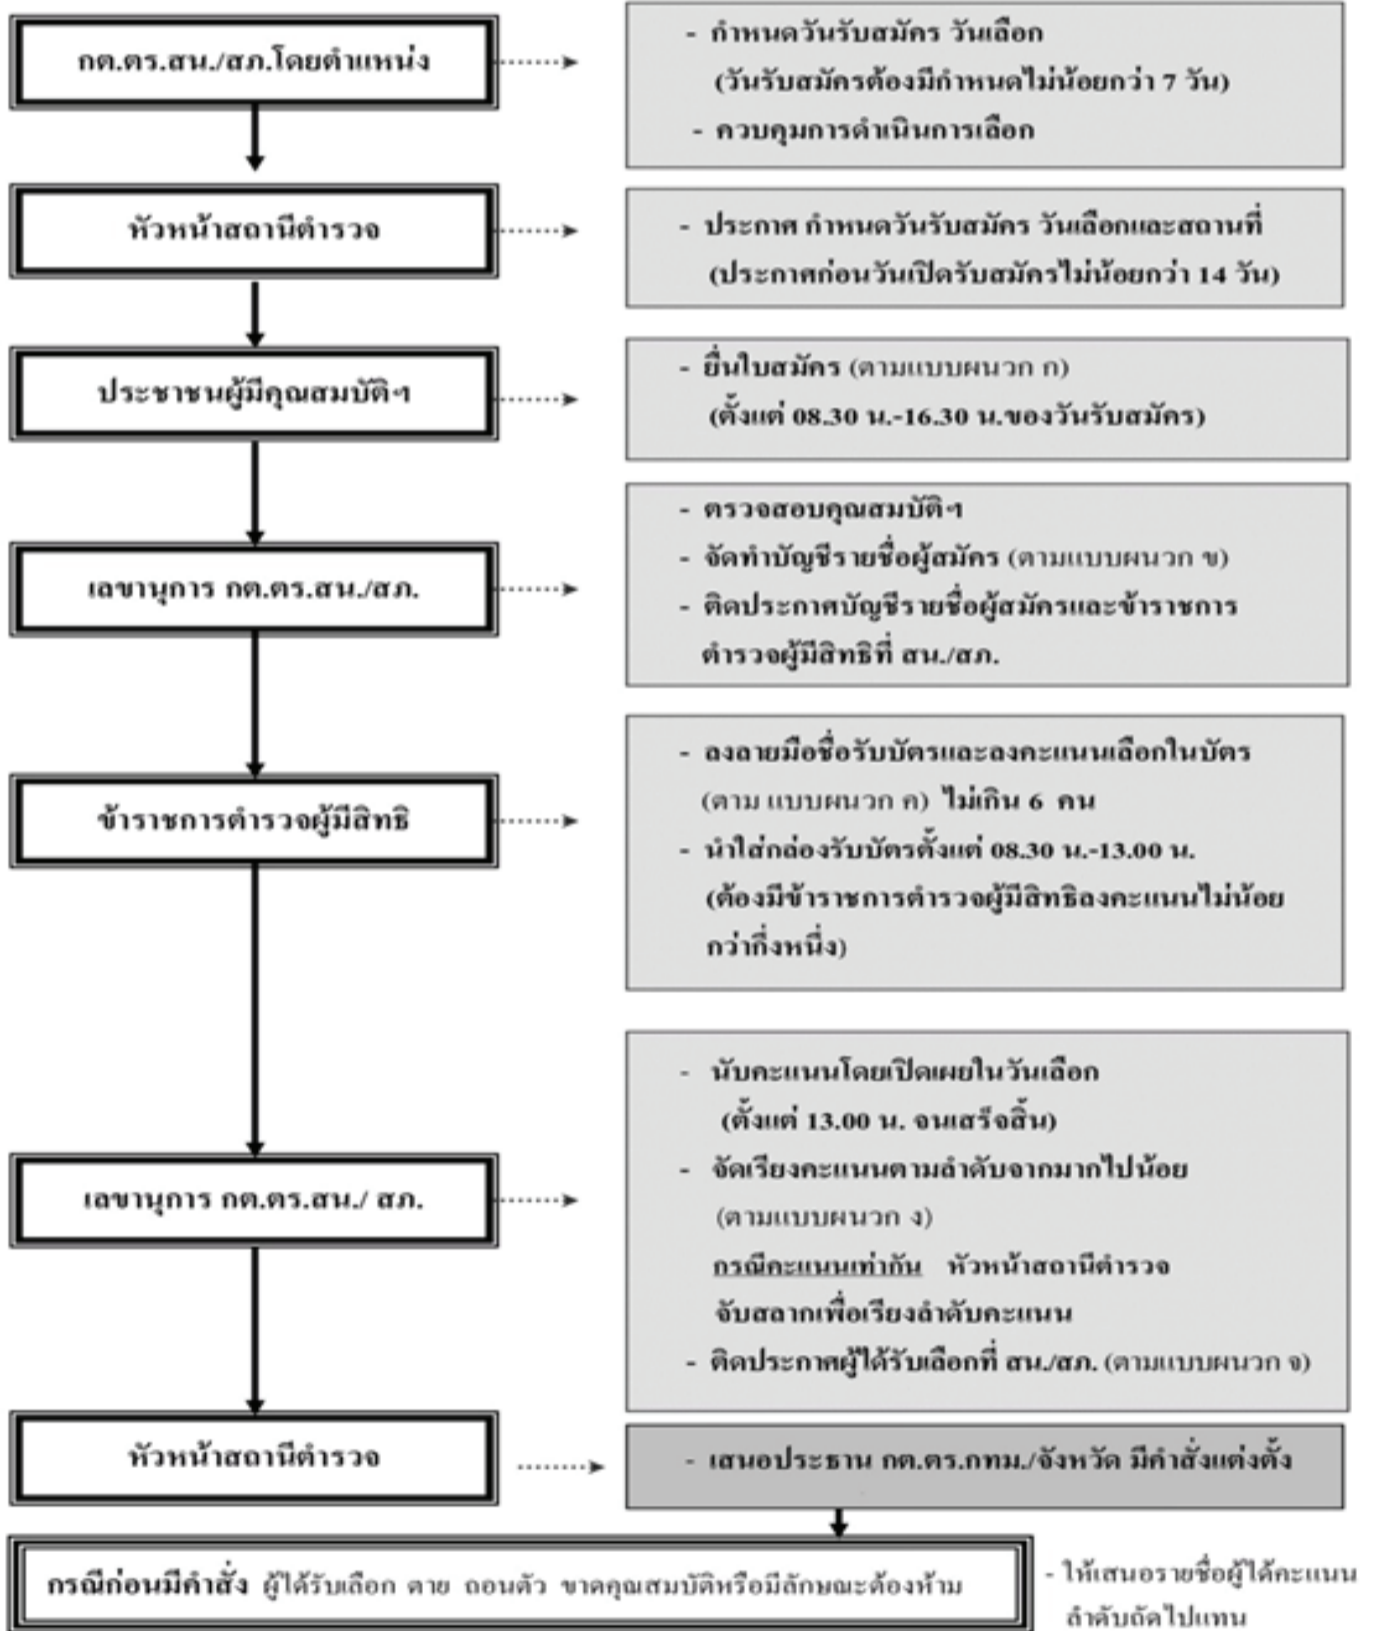 กต.ตร.สน./สภ.โดยตำแหน่ง
- กำหนดวันรับสมัคร วันเลือก
(วันรับสมัครต้องมีกำหนดไม่น้อยกว่า 7 วัน)
- ควบคุมการดำเนินการเลือก
หัวหน้าสถานีตำรวจ
- ประกาศ กำหนดวันรับสมัคร วันเลือกและสถานที่
(ประกาศก่อนวันเปิดรับสมัครไม่น้อยกว่า 14 วัน)
ประชาชนผู้มีคุณสมบัติฯ
- ยื่นใบสมัคร (ตามแบบผนวก ก)
(ตั้งแต่ 08.30 น.-16.30 น.ของวันรับสมัคร)
เลขานุการ กต.ตร.สน./สภ.
- ตรวจสอบคุณสมบัติฯ
- จัดทำบัญชีรายชื่อผู้สมัคร (ตามแบบผนวก ข)
- ติดประกาศบัญชีรายชื่อผู้สมัครและข้าราชการ
ตำรวจผู้มีสิทธิที่ สน./สภ.
ข้าราชการตำรวจผู้มีสิทธิ
- ลงลายมือชื่อรับบัตรและลงคะแนนเลือกในบัตร
(ตาม แบบผนวก ค) ไม่เกิน 6 คน
- นำใส่กล่องรับบัตรตั้งแต่ 08.30 น.-13.00 น.
(ต้องมีข้าราชการตำรวจผู้มีสิทธิลงคะแนนไม่น้อย
กว่ากึ่งหนึ่ง)
เลขานุการ กต.ตร.สน./ สภ.
- นับคะแนนโดยเปิดเผยในวันเลือก
(ตั้งแต่ 13.00 น. จนเสร็จสิ้น)
- จัดเรียงคะแนนตามลำดับจากมากไปน้อย
(ตามแบบผนวก ง)
กรณีคะแนนเท่ากัน หัวหน้าสถานีตำรวจ
จับสลากเพื่อเรียงลำดับคะแนน
- ติดประกาศผู้ได้รับเลือกที่ สน./สภ. (ตามแบบผนวก จ)
หัวหน้าสถานีตำรวจ
- เสนอประธาน กต.ตร.กทม./จังหวัด มีคำสั่งแต่งตั้ง
กรณีก่อนมีคำสั่ง ผู้ได้รับเลือก ตาย ถอนตัว ขาดคุณสมบัติหรือมีลักษณะต้องห้าม
- ให้เสนอรายชื่อผู้ได้คะแนน
ลำดับถัดไปแทน